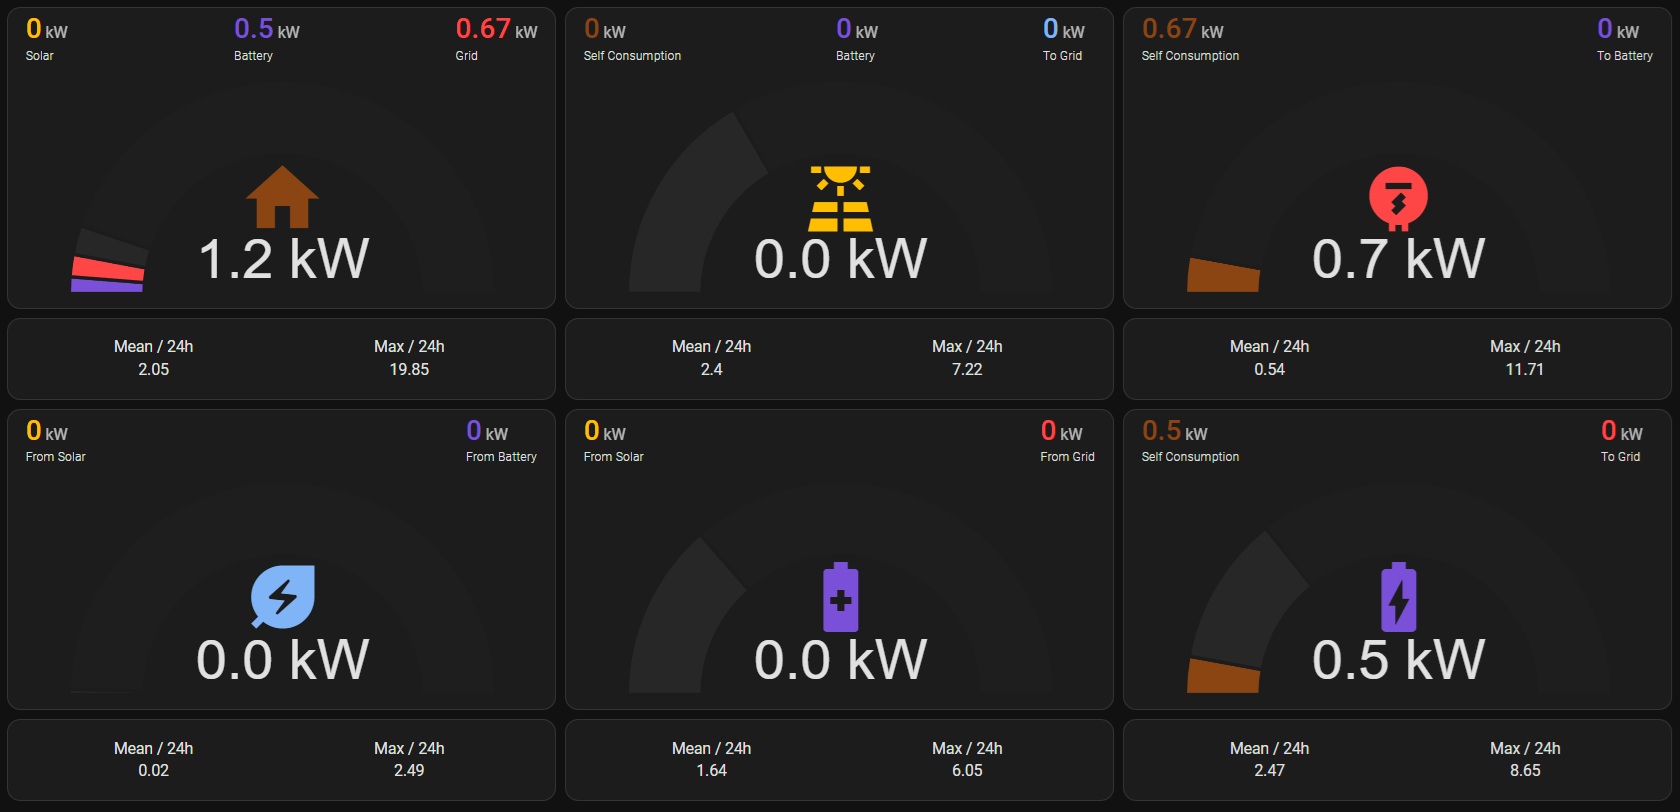 0 kW 0.5 kW 0.67 kW
Solar Battery Grid
1.2 kW
0 kW 0 kW 0 kW
Self Consumption Battery To Grid
0.0 kW
0.67 kW 0 kW
Self Consumption To Battery
0.7 kW
Mean / 24h Max / 24h
2.05 19.85
Mean / 24h Max / 24h
2.4 7.22
Mean / 24h Max / 24h
0.54 11.71
0 kW 0 kW
From Solar From Battery
0.0 kW
0 kW 0 kW
From Solar From Grid
0.0 kW
0.5 kW 0 kW
Self Consumption To Grid
0.5 kW
Mean / 24h Max / 24h
0.02 2.49
Mean / 24h Max / 24h
1.64 6.05
Mean / 24h Max / 24h
2.47 8.65